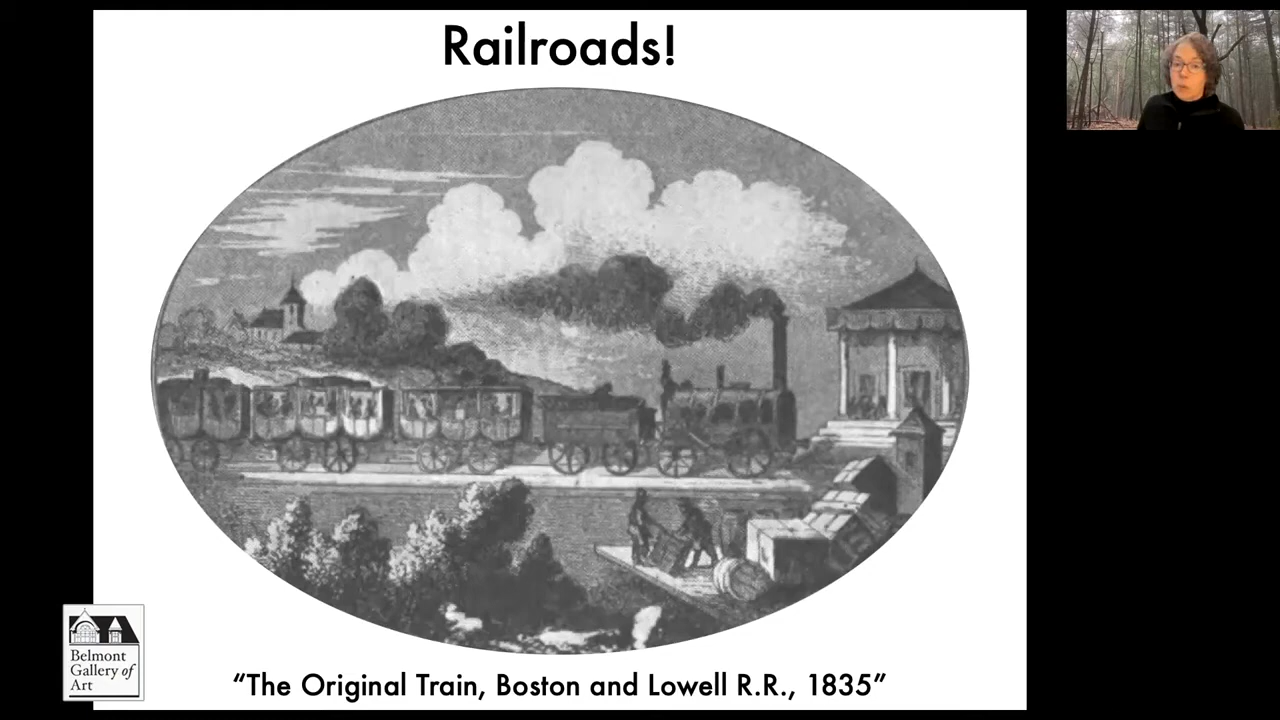 Railroads!
Belmont
Gallery of
Art
“The Original Train, Boston and Lowell R.R., 1835”